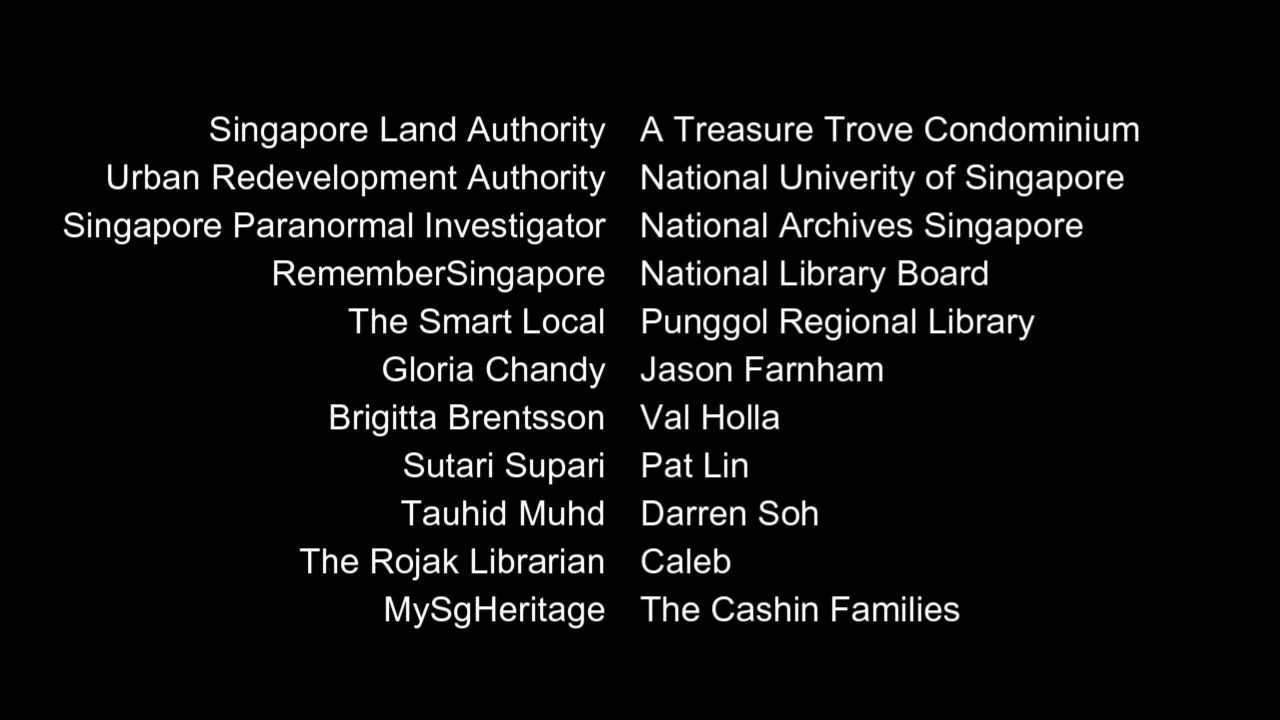 Singapore Land Authority A Treasure Trove Condominium
Urban Redevelopment Authority National Univerity of Singapore
Singapore Paranormal Investigator National Archives Singapore
RememberSingapore National Library Board
The Smart Local Punggol Regional Library
Gloria Chandy Jason Farnham
Brigitta Brentsson Val Holla
Sutari Supari Pat Lin
Tauhid Muhd Darren Soh
The Rojak Librarian Caleb
MySgHeritage The Cashin Families